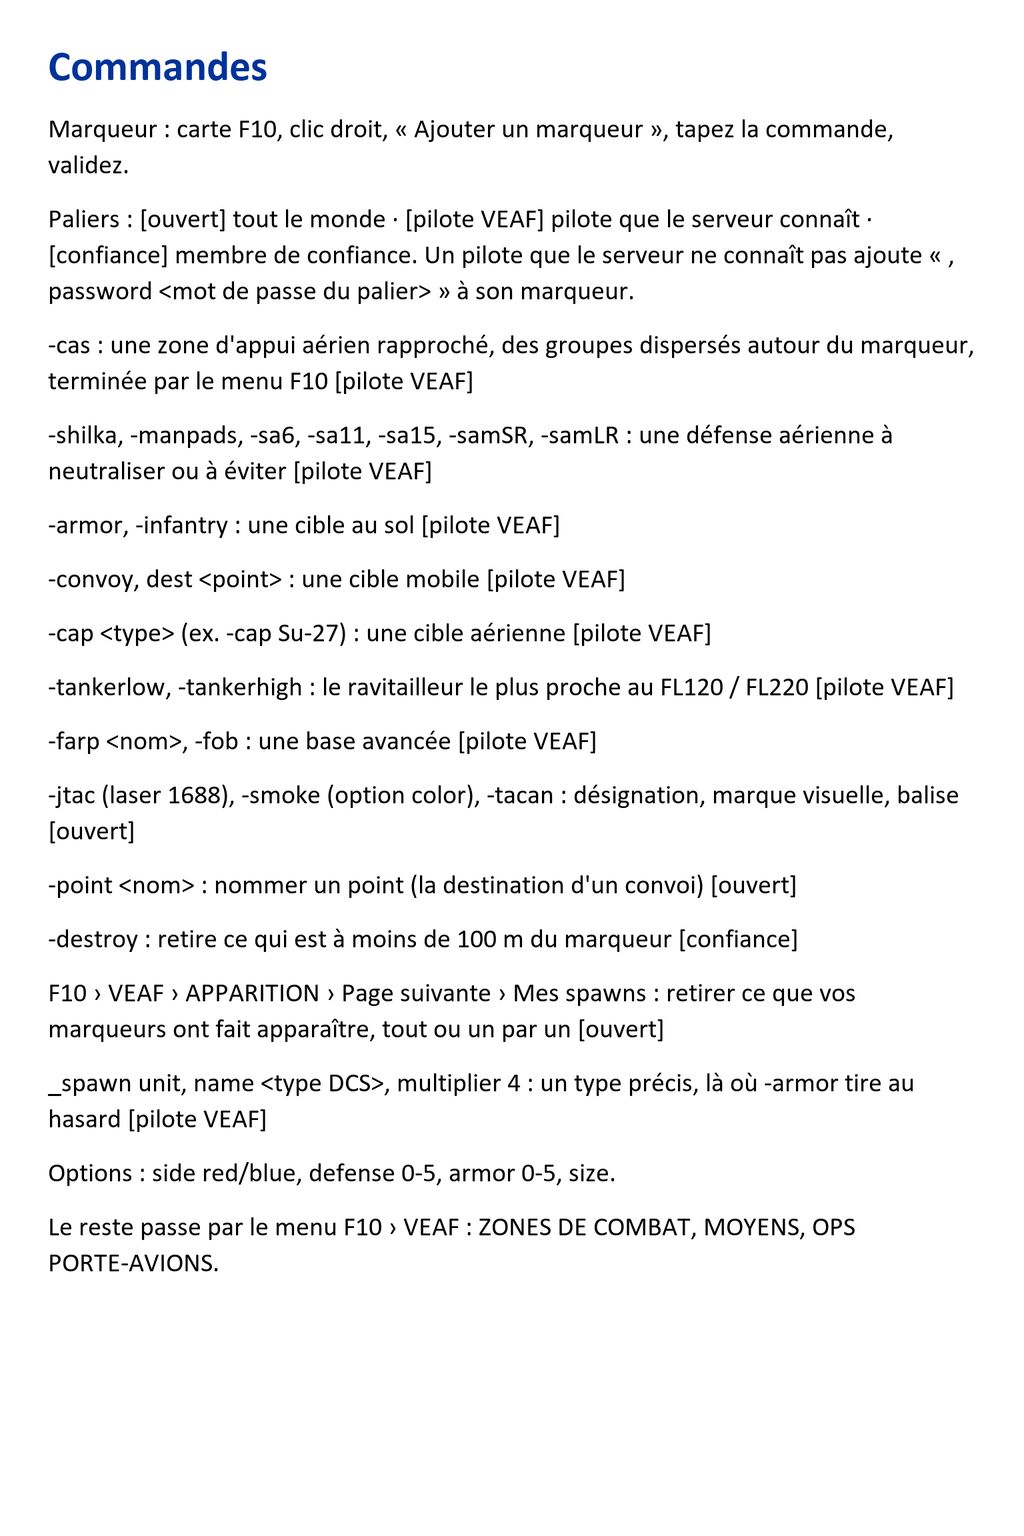 Commandes
Marqueur : carte F10, clic droit, « Ajouter un marqueur », tapez la commande,
validez.
Paliers : [ouvert] tout le monde · [pilote VEAF] pilote que le serveur connaît ·
[confiance] membre de confiance. Un pilote que le serveur ne connaît pas ajoute « ,
password <mot de passe du palier> » à son marqueur.
-cas : une zone d'appui aérien rapproché, des groupes dispersés autour du marqueur,
terminée par le menu F10 [pilote VEAF]
-shilka, -manpads, -sa6, -sa11, -sa15, -samSR, -samLR : une défense aérienne à
neutraliser ou à éviter [pilote VEAF]
-armor, -infantry : une cible au sol [pilote VEAF]
-convoy, dest <point> : une cible mobile [pilote VEAF]
-cap <type> (ex. -cap Su-27) : une cible aérienne [pilote VEAF]
-tankerlow, -tankerhigh : le ravitailleur le plus proche au FL120 / FL220 [pilote VEAF]
-farp <nom>, -fob : une base avancée [pilote VEAF]
-jtac (laser 1688), -smoke (option color), -tacan : désignation, marque visuelle, balise
[ouvert]
-point <nom> : nommer un point (la destination d'un convoi) [ouvert]
-destroy : retire ce qui est à moins de 100 m du marqueur [confiance]
F10 › VEAF › APPARITION › Page suivante › Mes spawns : retirer ce que vos
marqueurs ont fait apparaître, tout ou un par un [ouvert]
_spawn unit, name <type DCS>, multiplier 4 : un type précis, là où -armor tire au
hasard [pilote VEAF]
Options : side red/blue, defense 0-5, armor 0-5, size.
Le reste passe par le menu F10 › VEAF : ZONES DE COMBAT, MOYENS, OPS
PORTE-AVIONS.